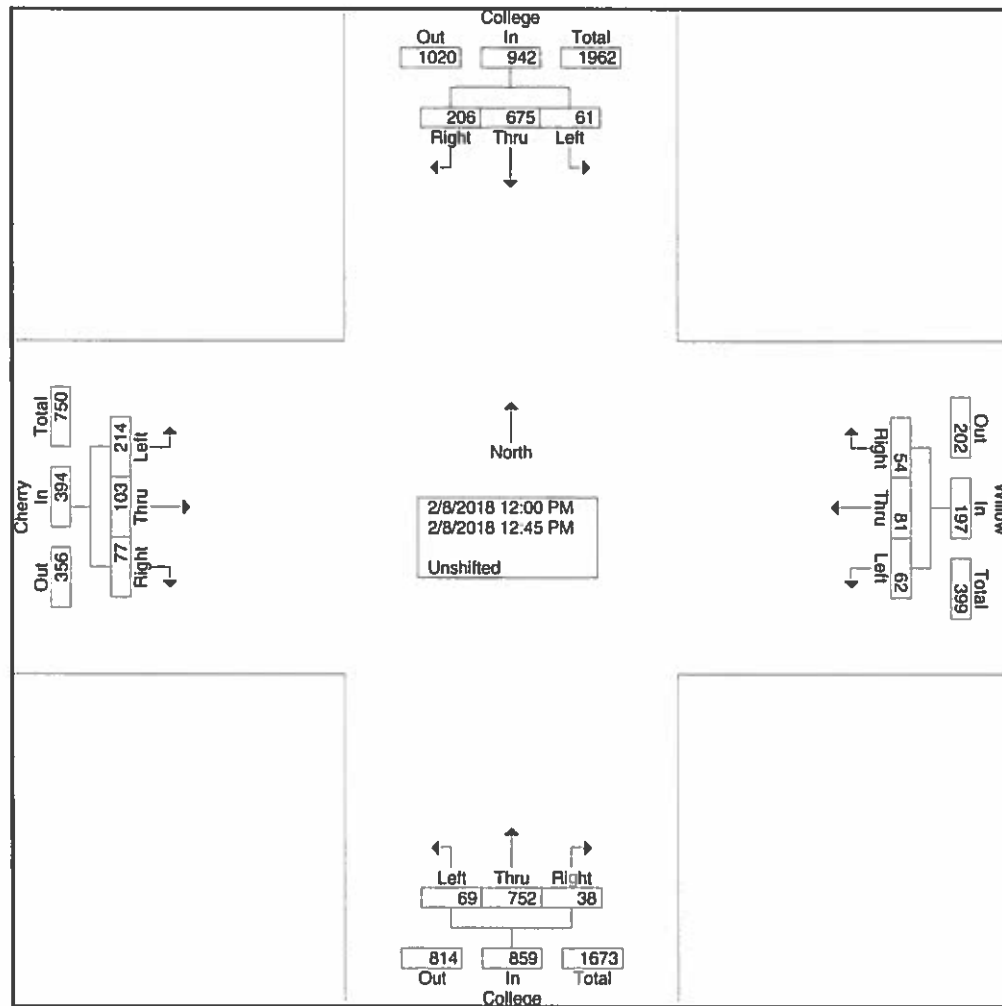 College
Out In Total
1020 942 1962
206 675 61
Right Thru Left
North
2/8/2018 12:00 PM
2/8/2018 12:45 PM
Unshifted
Cherry
Total In Out
750 394 356
214 103 77
Left Thru Right
Willow
Out In Total
202 197 399
54 81 62
Right Thru Left
Left Thru Right
69 752 38
814 859 1673
Out In Total
College